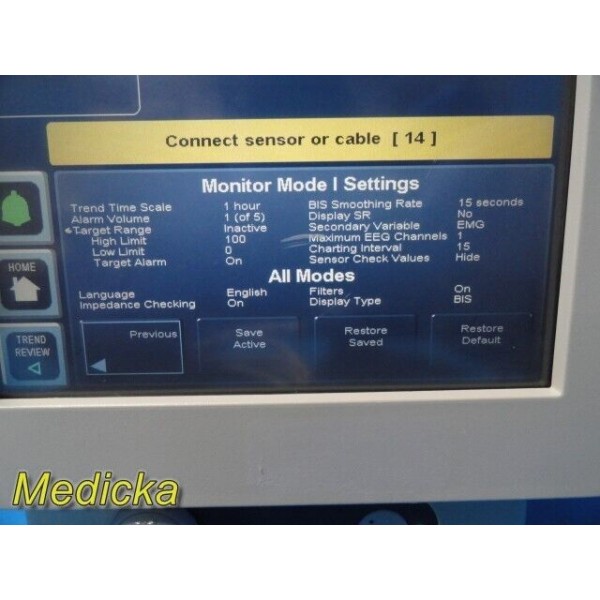 Connect sensor or cable [ 14 ]
Monitor Mode I Settings
Trend Time Scale 1 hour BIS Smoothing Rate 15 seconds
Alarm Volume 1 (of 5) Display SR No
Target Range Inactive Secondary Variable EMG
High Limit 100 Maximum EEG Channels 1
Low Limit 0 Charting Interval 15
Target Alarm On Sensor Check Values Hide
All Modes
Language English Filters On
Impedance Checking On Display Type BIS
HOME
TREND
REVIEW
Previous
Save
Active
Restore
Saved
Restore
Default
Medicka